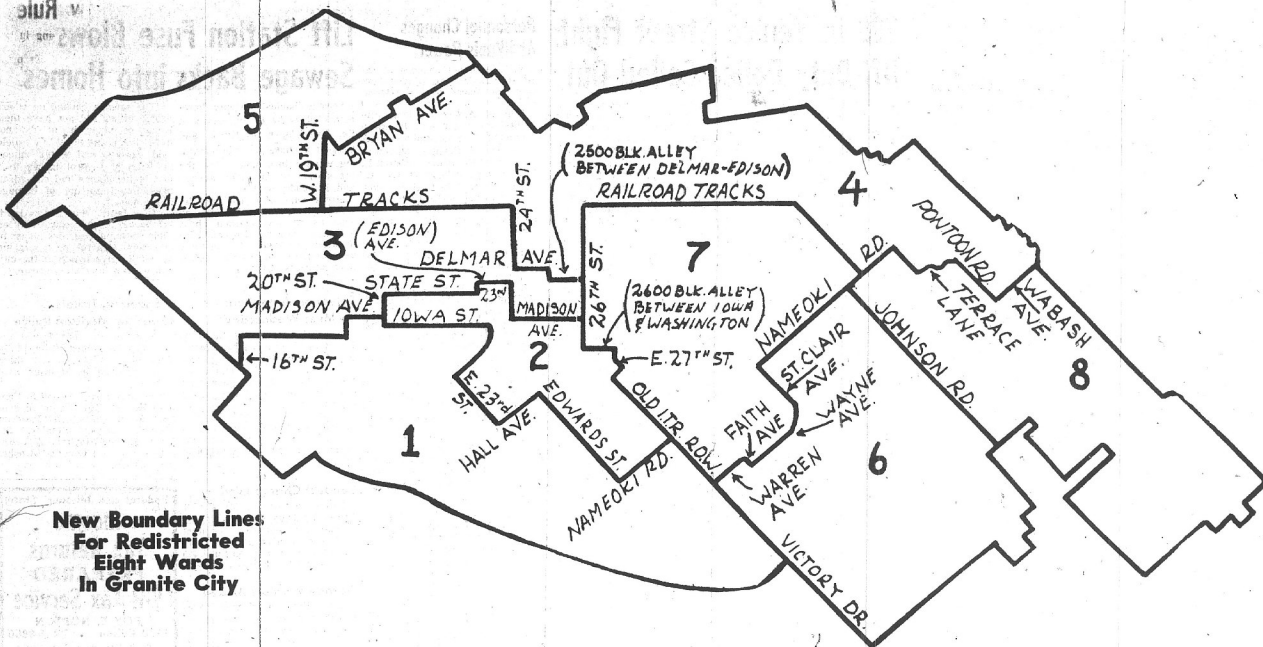 5
BRYAN AVE.
W. 19TH ST.
RAILROAD TRACKS
24TH ST.
(2500 BLK. ALLEY
BETWEEN DELMAR-EDISON)
RAILROAD TRACKS
4
PONTOON RD.
3
(EDISON
AVE.)
DELMAR AVE.
26TH ST.
7
NAMEOKI RD.
20TH ST.
STATE ST.
23RD
MADISON AVE.
IOWA ST.
MADISON
AVE.
(2600 BLK. ALLEY
BETWEEN IOWA
& WASHINGTON)
TERRACE
LANE
WABASH
AVE.
16TH ST.
2
E. 27TH ST.
ST. CLAIR
AVE.
JOHNSON RD.
8
E. 23rd
ST.
HALL AVE.
EDWARDS ST.
OLD I.T.R. R.O.W.
FAITH
AVE
WAYNE
AVE.
1
NAMEOKI RD.
WARREN
AVE
6
VICTORY DR.
New Boundary Lines
For Redistricted
Eight Wards
In Granite City
Rule
Lift Station Fuse Blows
Sewage Backs into Homes
Personnel Changes